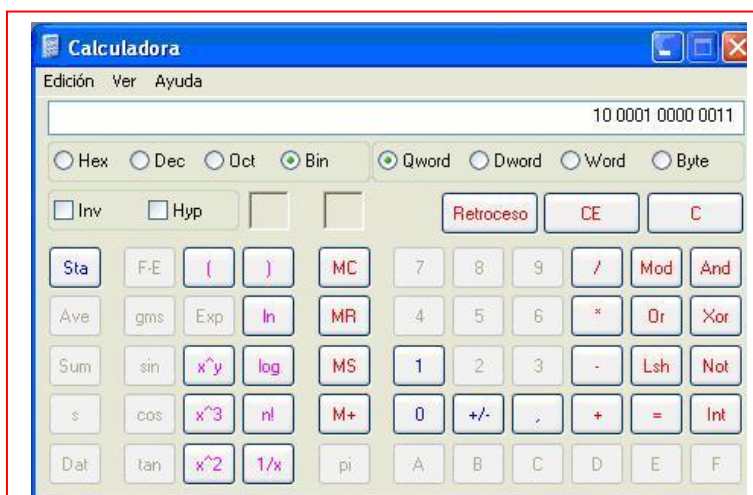 Calculadora
Edición Ver Ayuda
10 0001 0000 0011
Hex Dec Oct Bin Qword Dword Word Byte
Inv Hyp Retroceso CE C
Sta F-E ( ) MC 7 8 9 / Mod And
Ave gms Exp ln MR 4 5 6 * Or Xor
Sum sin x^y log MS 1 2 3 - Lsh Not
s cos x^3 n! M+ 0 +/- , + = Int
Dat tan x^2 1/x pi A B C D E F